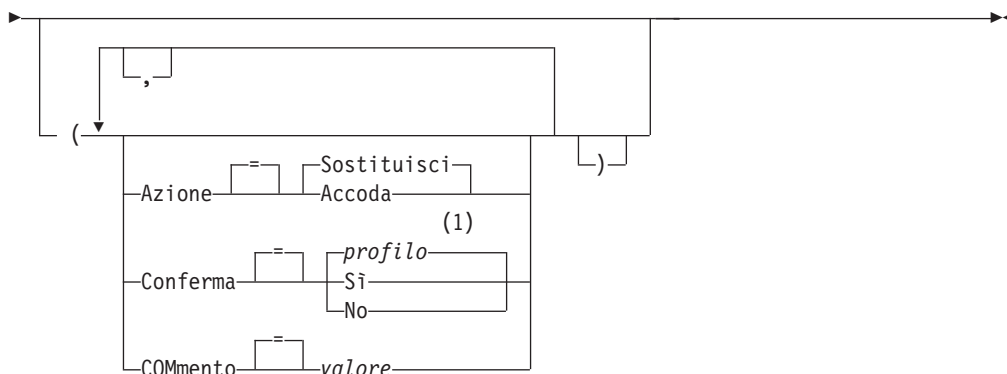 ,
(
)
Azione = Sostituisci
Accoda
(1)
Conferma = profilo
Sì
No
COMmento = valore